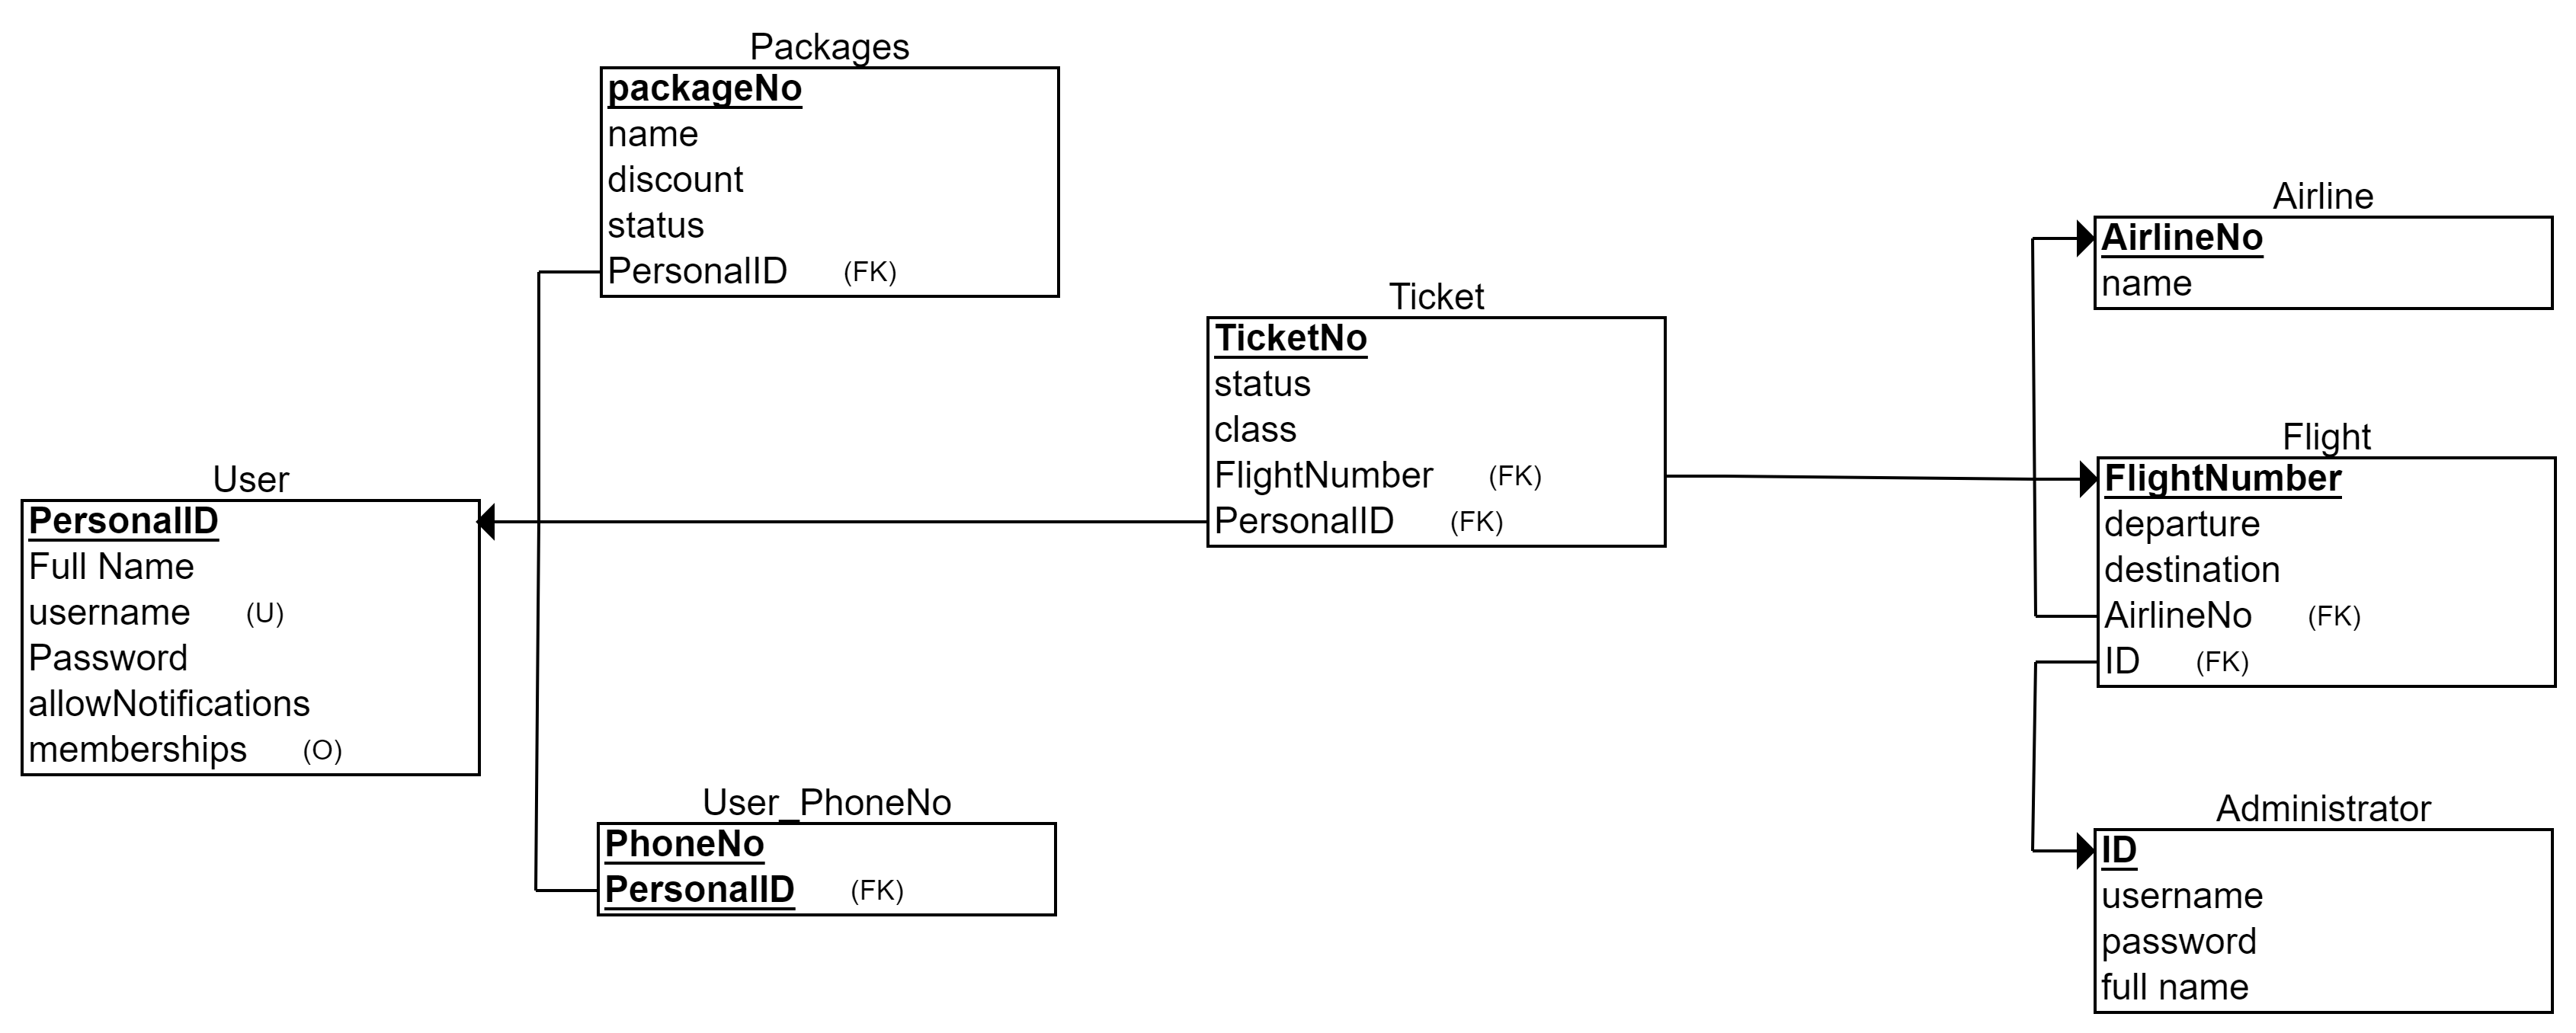 Packages
packageNo
name
discount
status
PersonalID (FK)
Airline
AirlineNo
name
Ticket
TicketNo
status
class
FlightNumber (FK)
PersonalID (FK)
Flight
FlightNumber
departure
destination
AirlineNo (FK)
ID (FK)
User
PersonalID
Full Name
username (U)
Password
allowNotifications
memberships (O)
User_PhoneNo
PhoneNo
PersonalID (FK)
Administrator
ID
username
password
full name